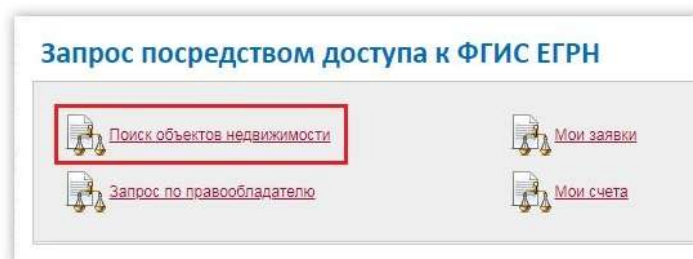 Запрос посредством доступа к ФГИС ЕГРН
Поиск объектов недвижимости
Мои заявки
Запрос по правообладателю
Мои счета